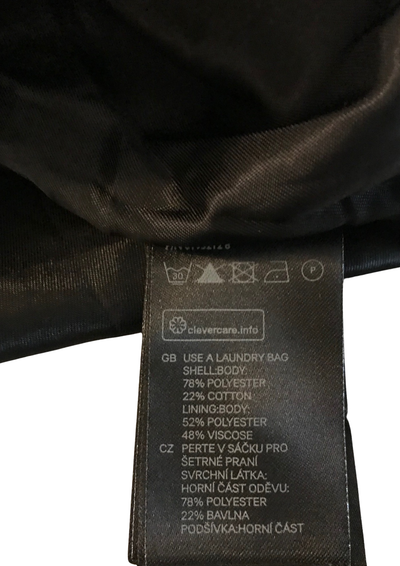 30
P
clevercare.info
GB USE A LAUNDRY BAG
SHELL:BODY:
78% POLYESTER
22% COTTON
LINING:BODY:
52% POLYESTER
48% VISCOSE
CZ PERTE V SÁČKU PRO
ŠETRNÉ PRANÍ
SVRCHNÍ LÁTKA:
HORNÍ ČÁST ODĚVU:
78% POLYESTER
22% BAVLNA
PODŠÍVKA:HORNÍ ČÁST